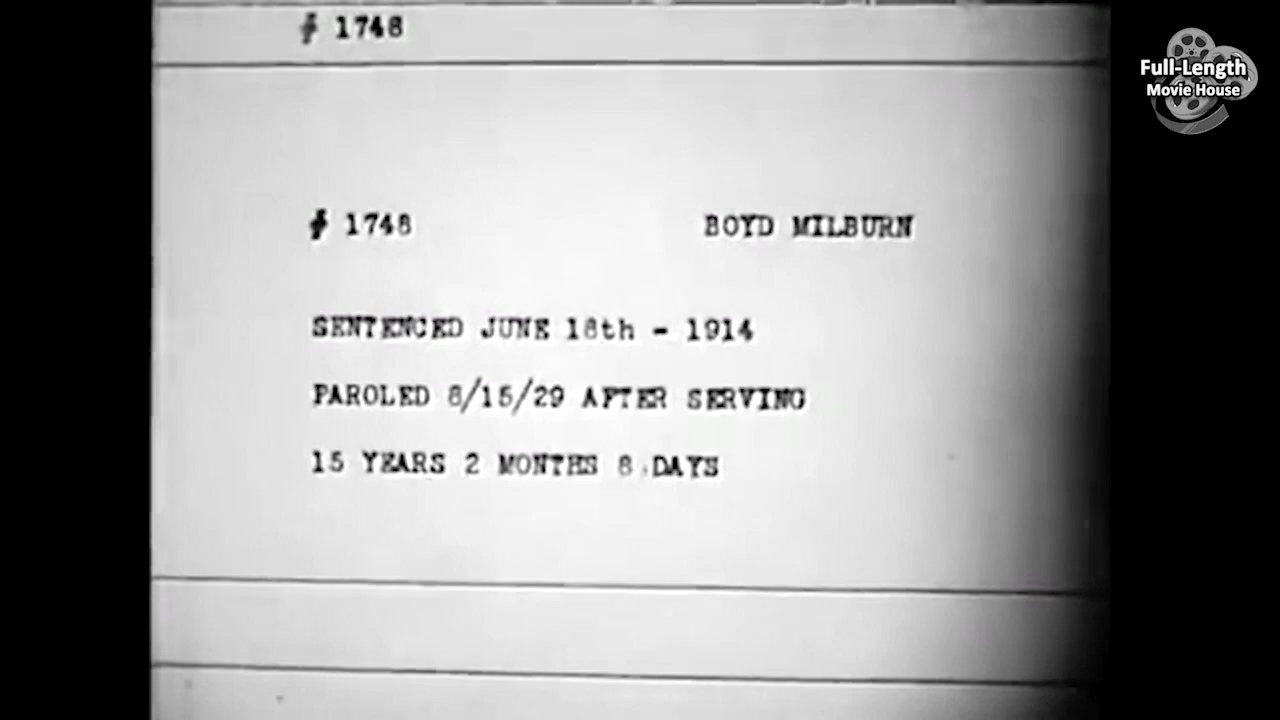 # 1748
Full-Length
Movie House
# 1748 BOYD MILBURN
SENTENCED JUNE 18th - 1914
PAROLED 8/15/29 AFTER SERVING
15 YEARS 2 MONTHS 8 DAYS